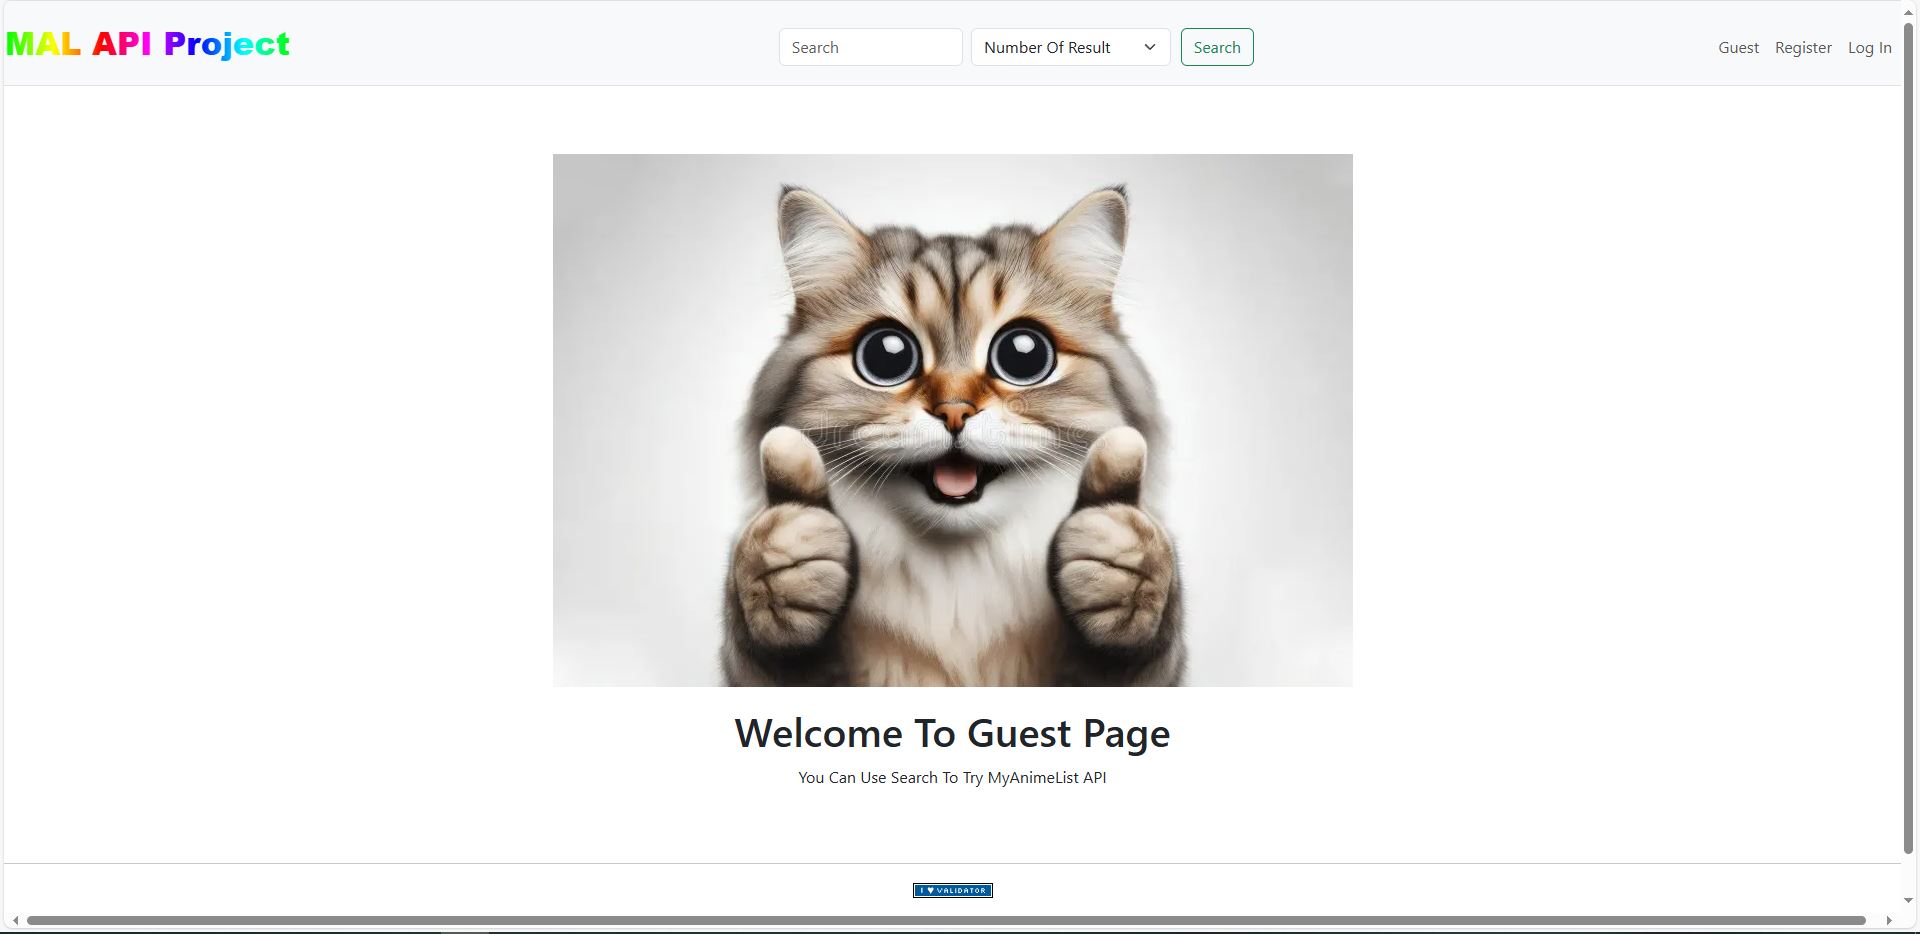 MAL API Project
Search
Number Of Result
Search
Guest
Register
Log In
dreamstime
Welcome To Guest Page
You Can Use Search To Try MyAnimeList API
I ♥ VALIDATOR